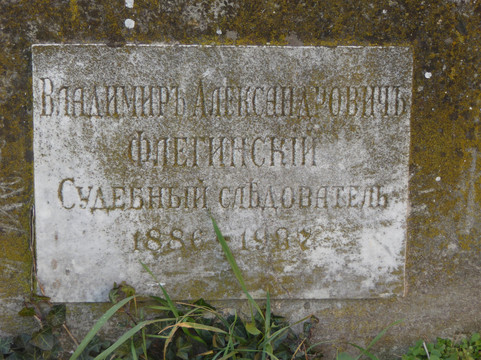 Владимиръ Александровичъ
Флегинскій
Судебный слѣдователь